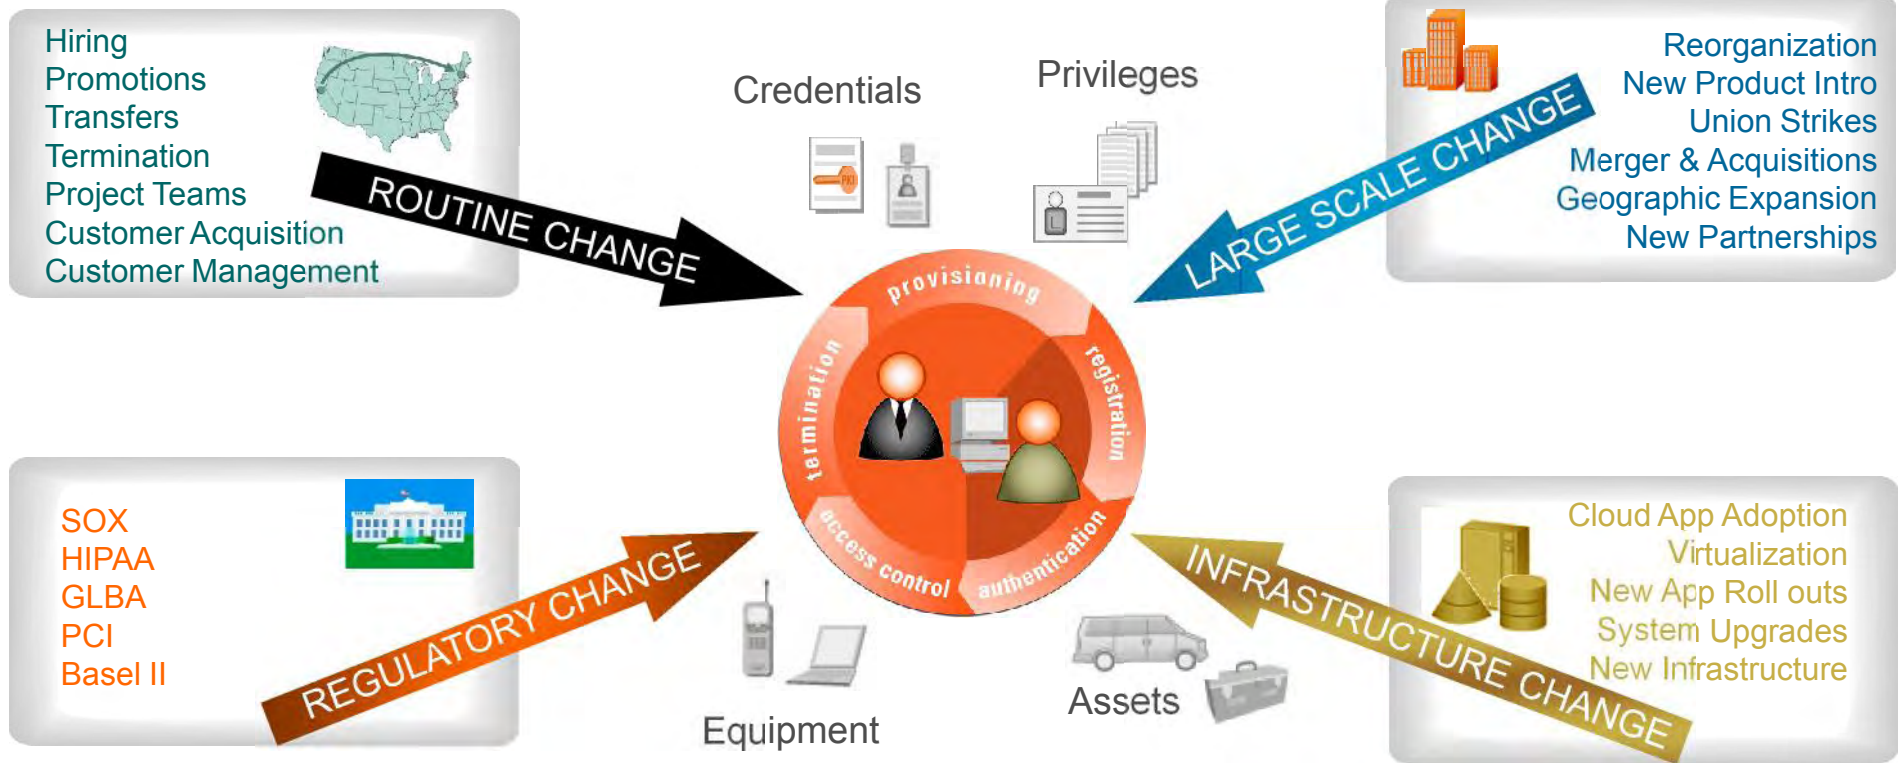 Hiring
Promotions
Transfers
Termination
Project Teams
Customer Acquisition
Customer Management
ROUTINE CHANGE
Credentials
PKI
Privileges
L
Reorganization
New Product Intro
Union Strikes
Merger & Acquisitions
Geographic Expansion
New Partnerships
LARGE SCALE CHANGE
provisioning
registration
authentication
access control
termination
SOX
HIPAA
GLBA
PCI
Basel II
REGULATORY CHANGE
Equipment
Assets
Cloud App Adoption
Virtualization
New App Roll outs
System Upgrades
New Infrastructure
INFRASTRUCTURE CHANGE